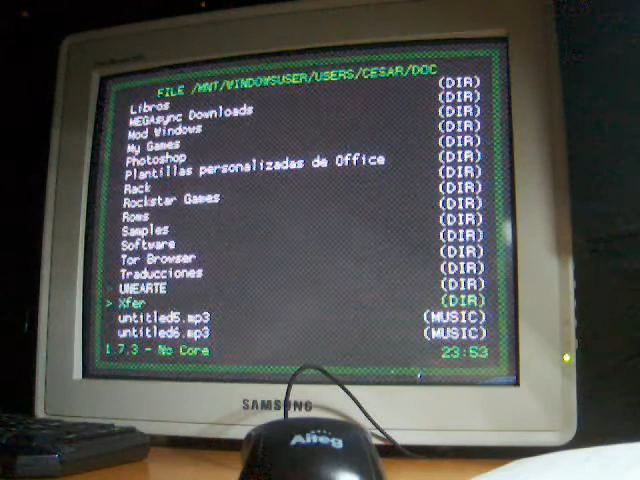 FILE /MNT/WINDOWSUSER/USERS/CESAR/DOC
Libros (DIR)
MEGAsync Downloads (DIR)
Mod Windows (DIR)
My Games (DIR)
Photoshop (DIR)
Plantillas personalizadas de Office (DIR)
Rack (DIR)
Rockstar Games (DIR)
Roms (DIR)
Samples (DIR)
Software (DIR)
Tor Browser (DIR)
Traducciones (DIR)
UNEARTE (DIR)
> Xfer (DIR)
untitled5.mp3 (MUSIC)
untitled6.mp3 (MUSIC)
1.7.3 - No Core 23:53
SAMSUNG
Aiteg